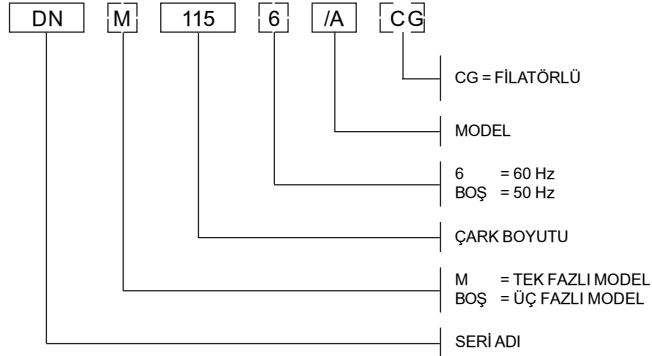 DN M 115 6 /A CG
CG = FİLATÖRLÜ
MODEL
6 = 60 Hz
BOŞ = 50 Hz
ÇARK BOYUTU
M = TEK FAZLI MODEL
BOŞ = ÜÇ FAZLI MODEL
SERİ ADI